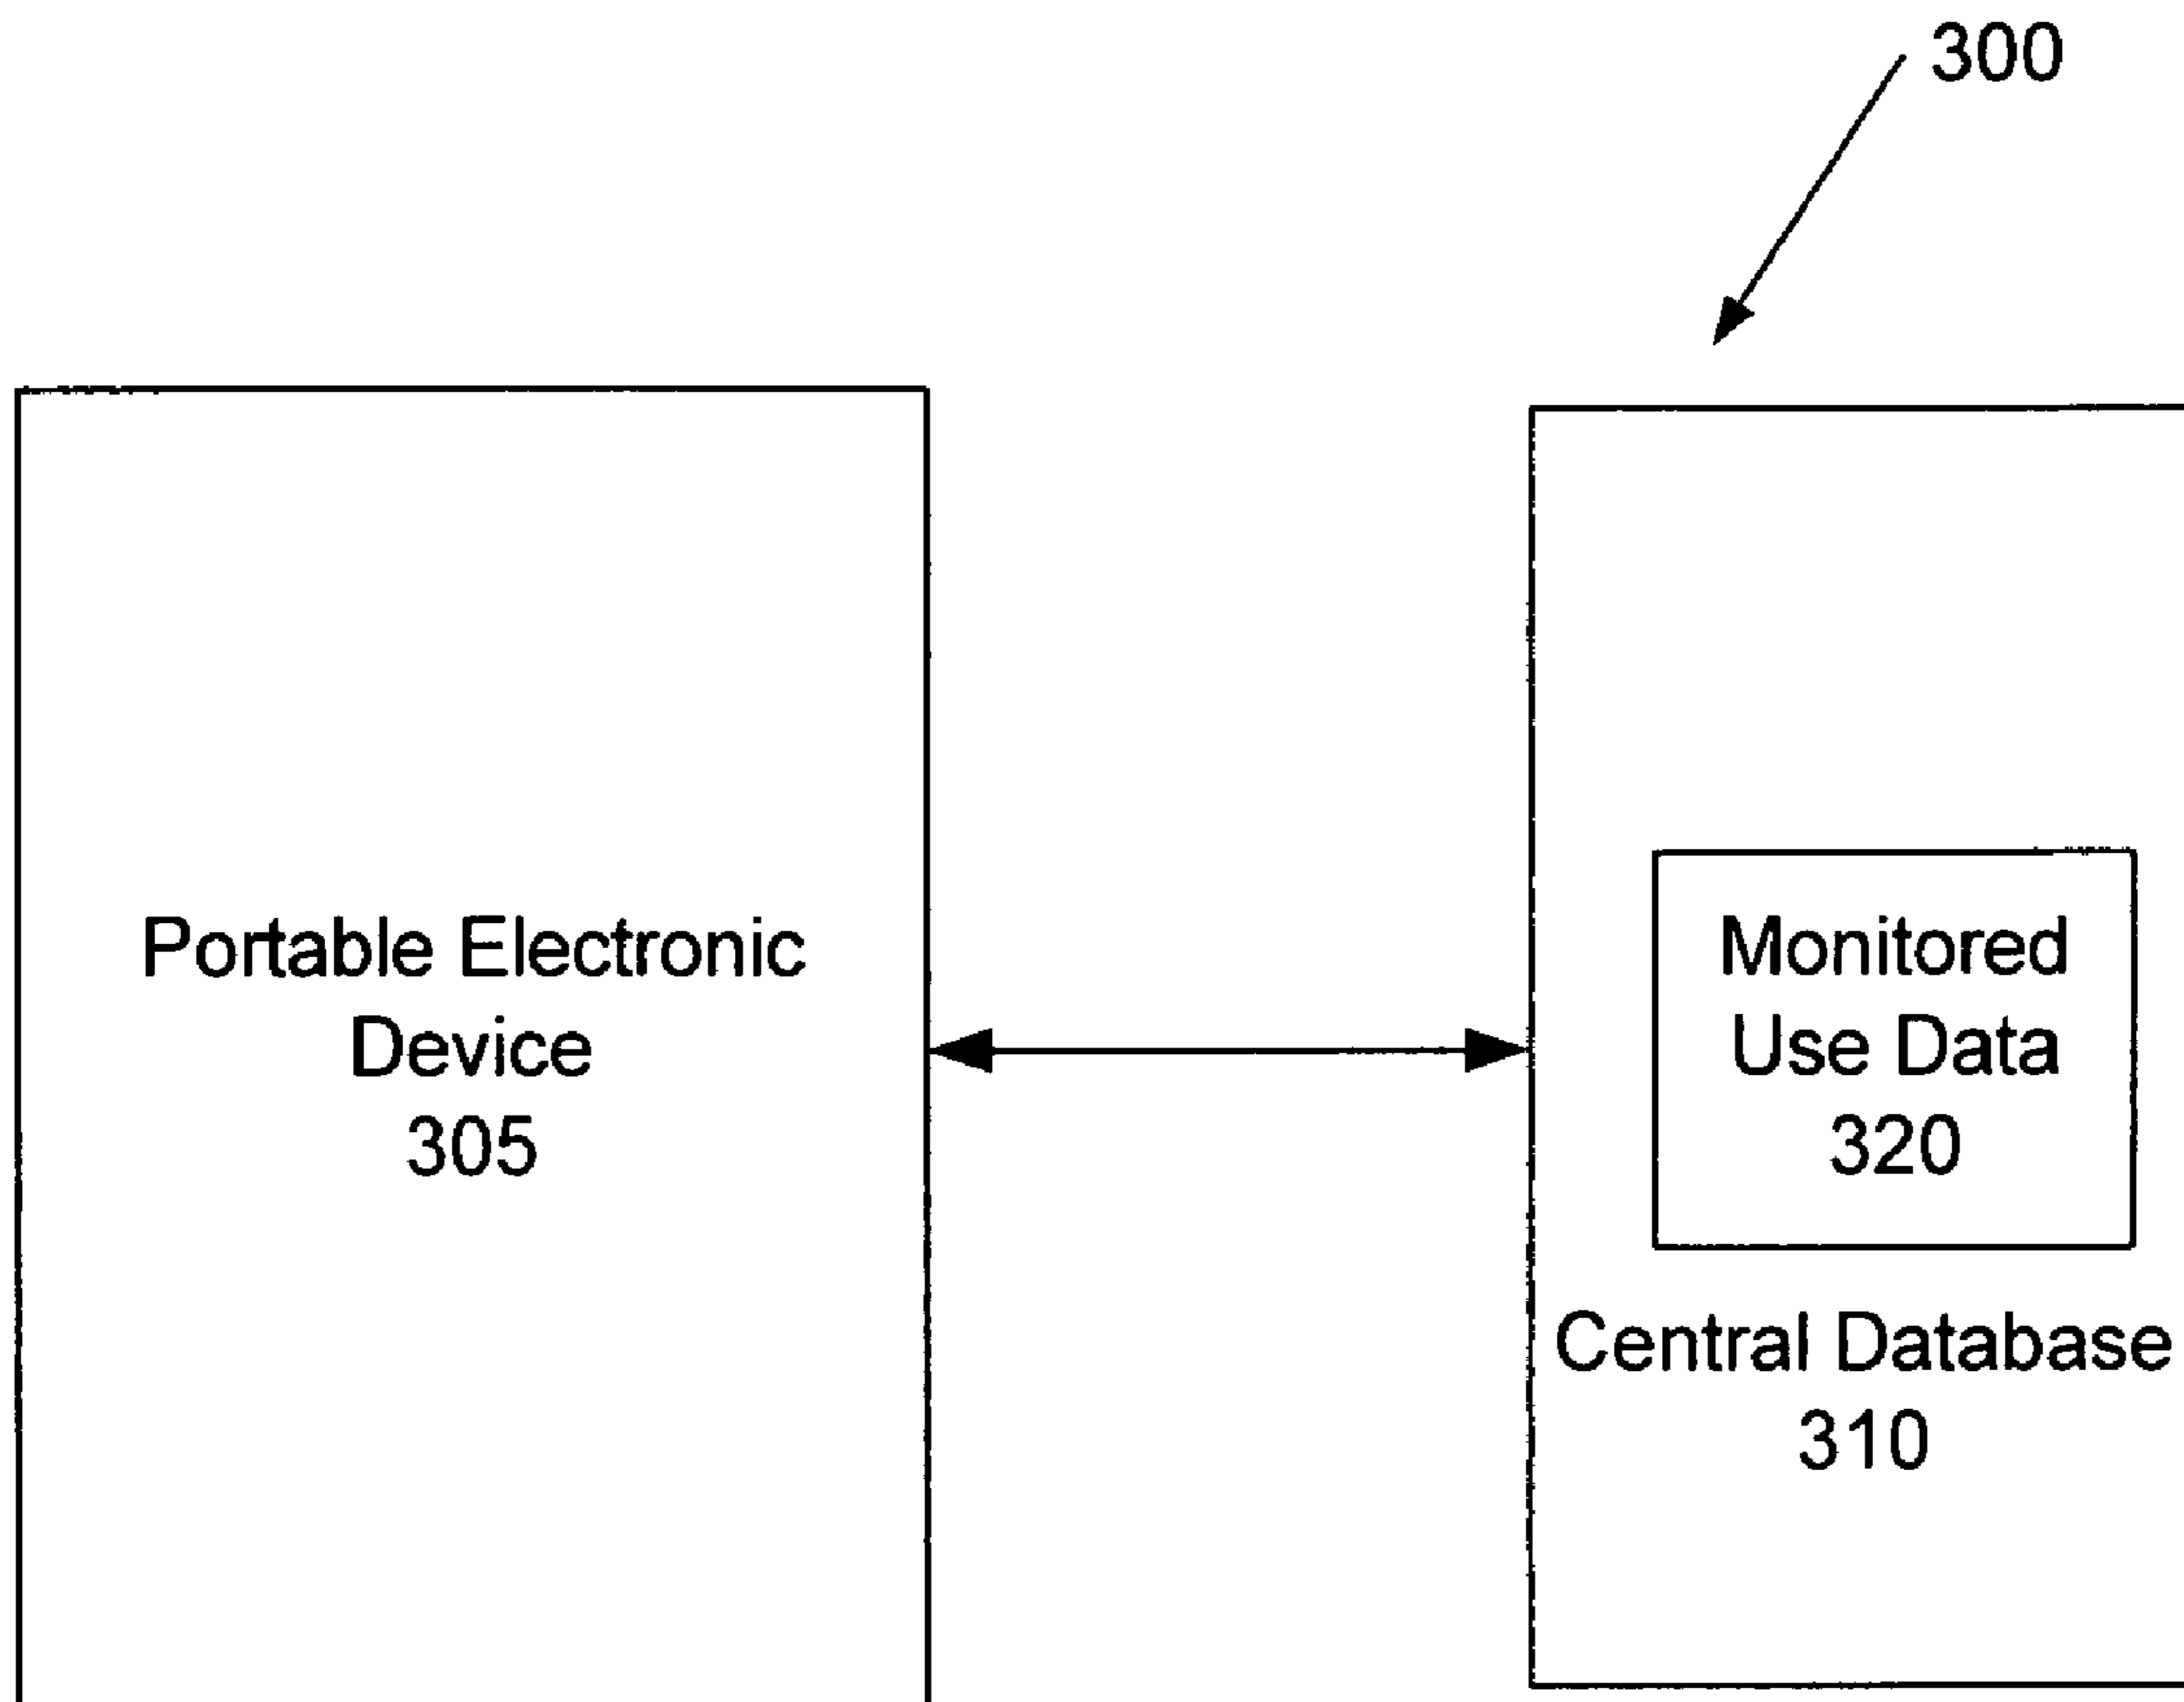 300
Portable Electronic
Device
305
Monitored
Use Data
320
Central Database
310